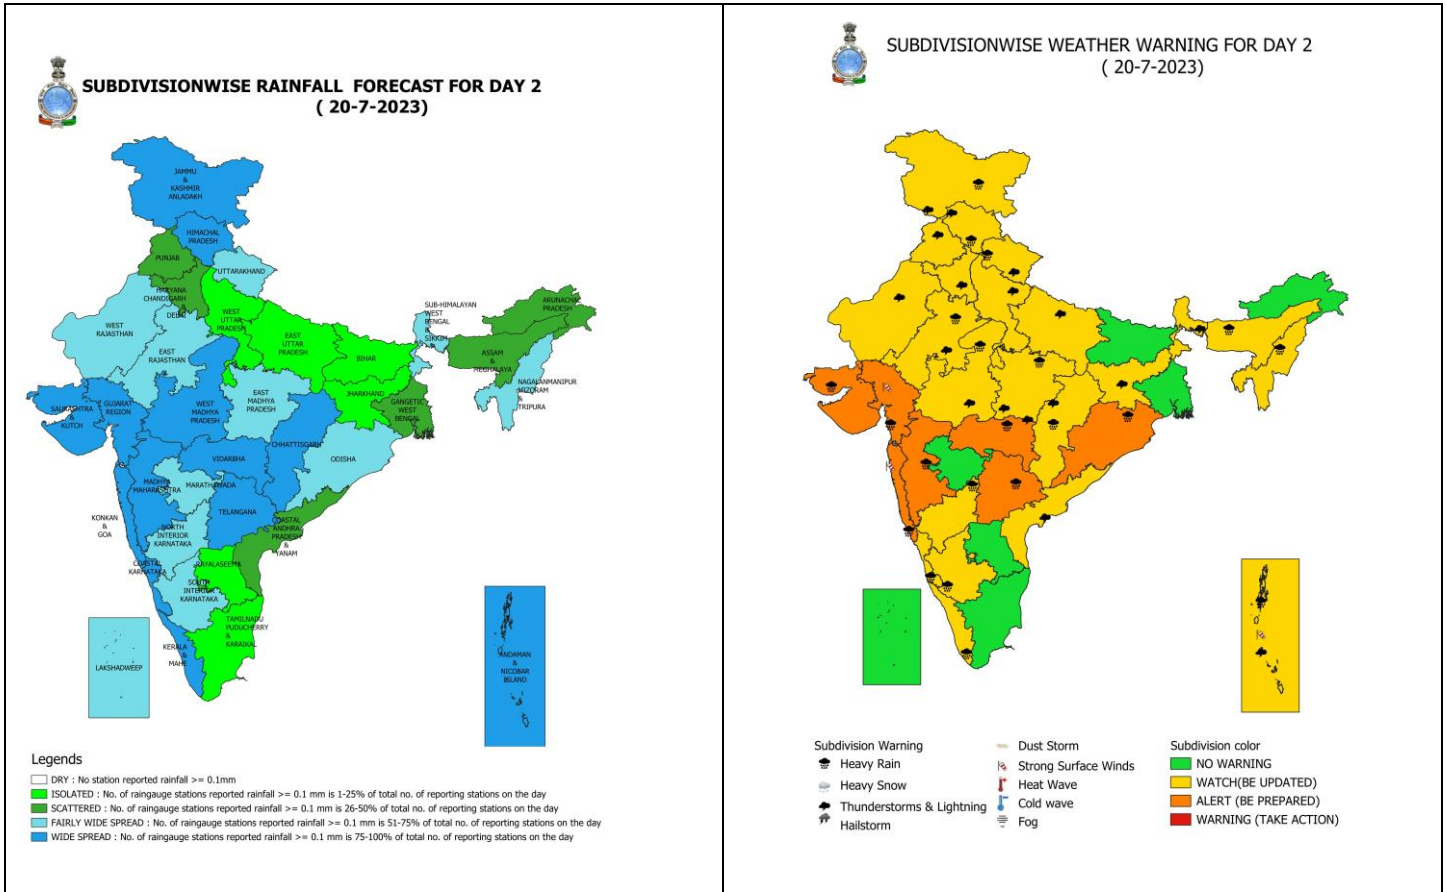 SUBDIVISIONWISE RAINFALL FORECAST FOR DAY 2
( 20-7-2023)
JAMMU
&
KASHMIR
ANLADAKH
HIMACHAL
PRADESH
PUNJAB
UTTARAKHAND
HARYANA
CHANDIGARH
&
DELHI
WEST
UTTAR
PRADESH
WEST
RAJASTHAN
EAST
RAJASTHAN
EAST
UTTAR
PRADESH
BIHAR
SUB-HIMALAYAN
WEST
BENGAL
&
SIKKIM
ARUNACHAL
PRADESH
ASSAM
&
MEGHALAYA
NAGALANMANIPUR
MIZORAM
&
TRIPURA
JHARKHAND
GANGETIC
WEST
BENGAL
EAST
MADHYA
PRADESH
WEST
MADHYA
PRADESH
GUJARAT
REGION
SAURASHTRA
&
KUTCH
CHHATTISGARH
ODISHA
VIDARBHA
MADHYA
MAHARASHTRA
MARATHAWADA
TELANGANA
KONKAN
&
GOA
NORTH
INTERIOR
KARNATAKA
COASTAL
ANDHRA
PRADESH
&
YANAM
COASTAL
KARNATAKA
RAYALASEEMA
SOUTH
INTERIOR
KARNATAKA
TAMILNADU
PUDUCHERRY
&
KARAIKAL
KERALA
&
MAHE
LAKSHADWEEP
ANDAMAN
&
NICOBAR
ISLAND
Legends
DRY : No station reported rainfall >= 0.1mm
ISOLATED : No. of raingauge stations reported rainfall >= 0.1 mm is 1-25% of total no. of reporting stations on the day
SCATTERED : No. of raingauge stations reported rainfall >= 0.1 mm is 26-50% of total no. of reporting stations on the day
FAIRLY WIDE SPREAD : No. of raingauge stations reported rainfall >= 0.1 mm is 51-75% of total no. of reporting stations on the day
WIDE SPREAD : No. of raingauge stations reported rainfall >= 0.1 mm is 75-100% of total no. of reporting stations on the day
SUBDIVISIONWISE WEATHER WARNING FOR DAY 2
( 20-7-2023)
Subdivision Warning
Heavy Rain
Heavy Snow
Thunderstorms & Lightning
Hailstorm
Dust Storm
Strong Surface Winds
Heat Wave
Cold wave
Fog
Subdivision color
NO WARNING
WATCH(BE UPDATED)
ALERT (BE PREPARED)
WARNING (TAKE ACTION)